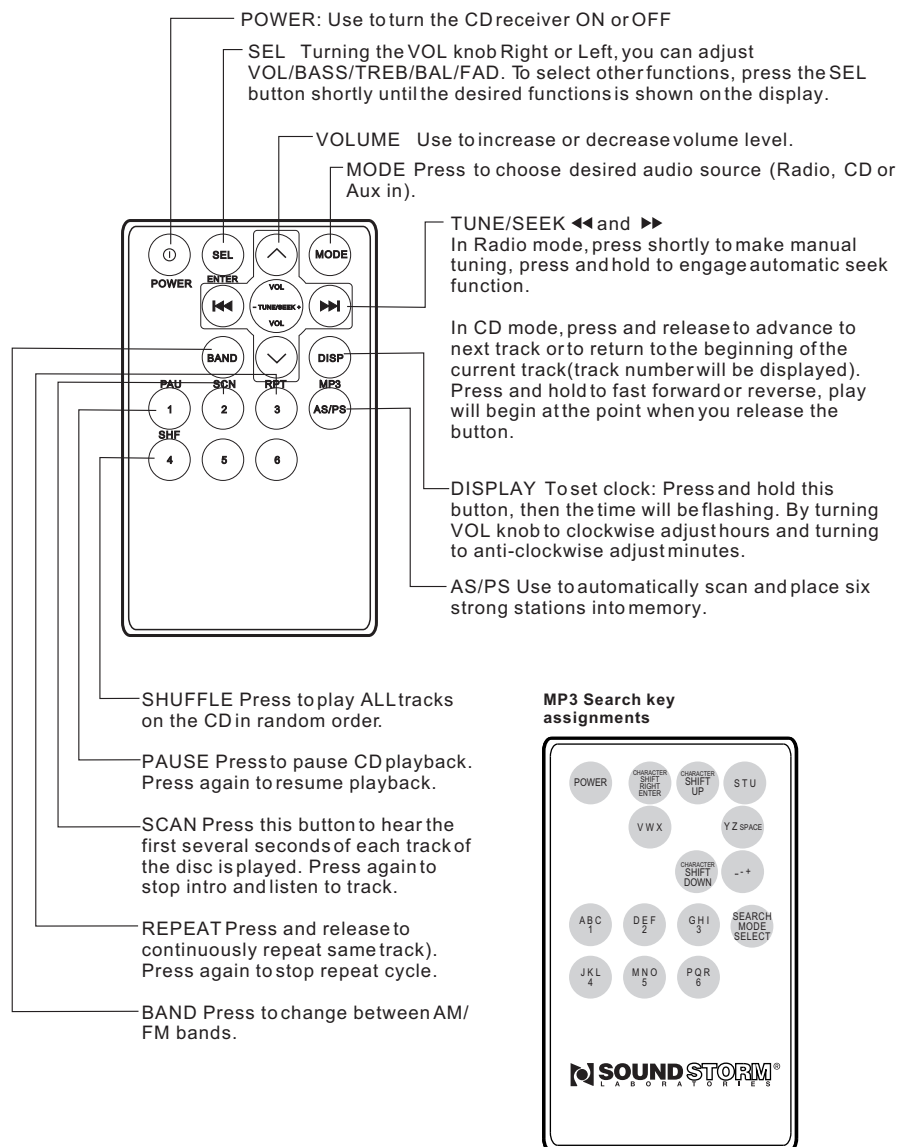 POWER: Use to turn the CD receiver ON or OFF
SEL Turning the VOL knob Right or Left, you can adjust
VOL/BASS/TREB/BAL/FAD. To select other functions, press the SEL
button shortly until the desired functions is shown on the display.
VOLUME Use to increase or decrease volume level.
MODE Press to choose desired audio source (Radio, CD or
Aux in).
TUNE/SEEK ◀◀ and ▶▶
In Radio mode, press shortly to make manual
tuning, press and hold to engage automatic seek
function.
In CD mode, press and release to advance to
next track or to return to the beginning of the
current track(track number will be displayed).
Press and hold to fast forward or reverse, play
will begin at the point when you release the
button.
DISPLAY To set clock: Press and hold this
button, then the time will be flashing. By turning
VOL knob to clockwise adjust hours and turning
to anti-clockwise adjust minutes.
AS/PS Use to automatically scan and place six
strong stations into memory.
SEL
MODE
POWER
ENTER
VOL
- TUNE/SEEK +
VOL
BAND
DISP
PAU
SCN
RPT
MP3
1
2
3
AS/PS
SHF
4
5
6
SHUFFLE Press to play ALL tracks
on the CD in random order.
PAUSE Press to pause CD playback.
Press again to resume playback.
SCAN Press this button to hear the
first several seconds of each track of
the disc is played. Press again to
stop intro and listen to track.
REPEAT Press and release to
continuously repeat same track).
Press again to stop repeat cycle.
BAND Press to change between AM/
FM bands.
MP3 Search key
assignments
POWER
CHARACTER
SHIFT
RIGHT
ENTER
CHARACTER
SHIFT
UP
S T U
V W X
Y Z SPACE
CHARACTER
SHIFT
DOWN
_ - +
A B C
1
D E F
2
G H I
3
SEARCH
MODE
SELECT
J K L
4
M N O
5
P Q R
6
SOUND STORM®
LABORATORIES